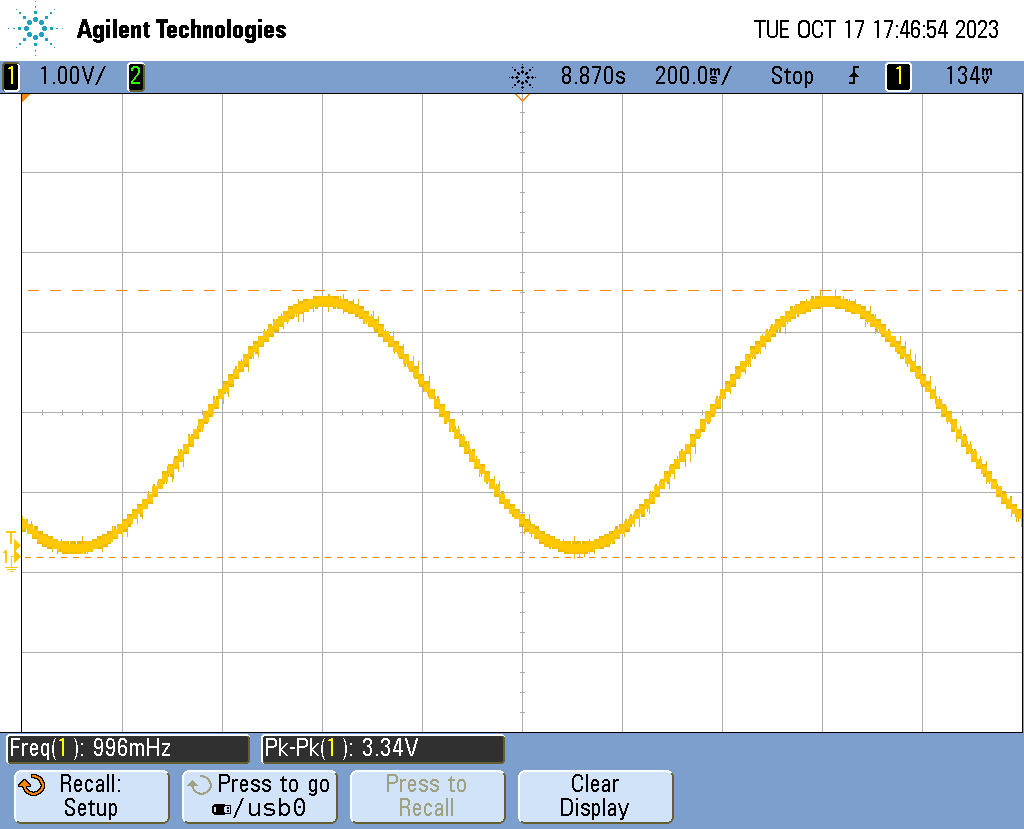 Agilent Technologies
TUE OCT 17 17:46:54 2023
1 1.00V/ 2 8.870s 200.0ms/ Stop 1 134mV
T
1
Freq(1): 996mHz Pk-Pk(1): 3.34V
Recall: Setup
Press to go /usb0
Press to Recall
Clear Display